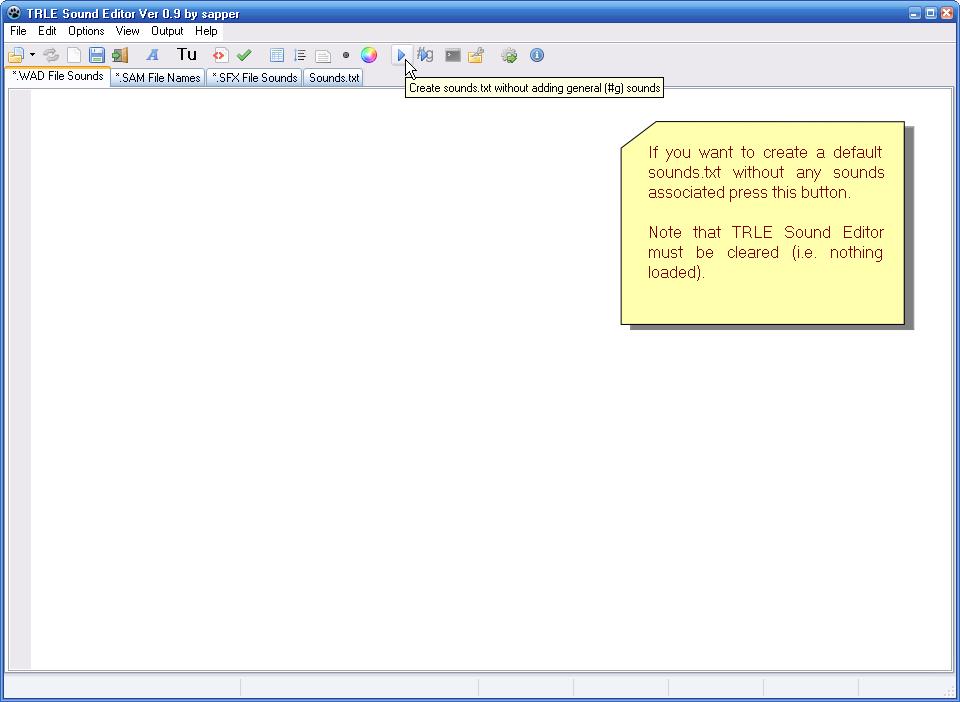 TRLE Sound Editor Ver 0.9 by sapper
File Edit Options View Output Help
A Tu #g
*.WAD File Sounds *.SAM File Names *.SFX File Sounds Sounds.txt
Create sounds.txt without adding general (#g) sounds
If you want to create a default
sounds.txt without any sounds
associated press this button.
Note that TRLE Sound Editor
must be cleared (i.e. nothing
loaded).